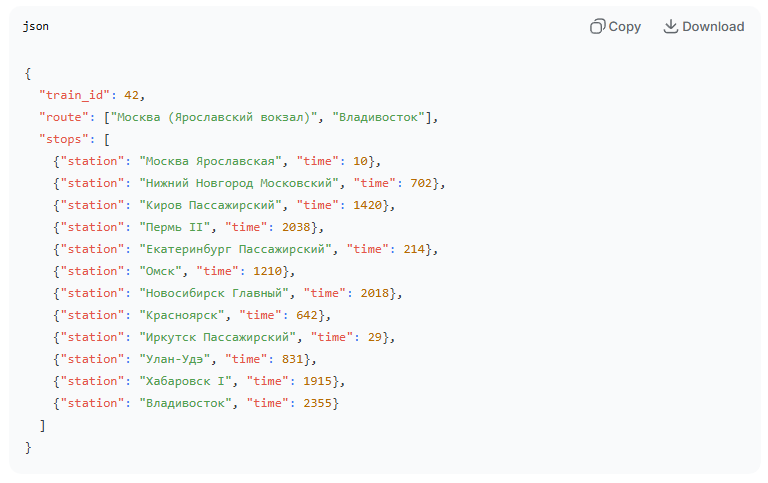 json
Copy
Download
{
  "train_id": 42,
  "route": ["Москва (Ярославский вокзал)", "Владивосток"],
  "stops": [
    {"station": "Москва Ярославская", "time": 10},
    {"station": "Нижний Новгород Московский", "time": 702},
    {"station": "Киров Пассажирский", "time": 1420},
    {"station": "Пермь II", "time": 2038},
    {"station": "Екатеринбург Пассажирский", "time": 214},
    {"station": "Омск", "time": 1210},
    {"station": "Новосибирск Главный", "time": 2018},
    {"station": "Красноярск", "time": 642},
    {"station": "Иркутск Пассажирский", "time": 29},
    {"station": "Улан-Удэ", "time": 831},
    {"station": "Хабаровск I", "time": 1915},
    {"station": "Владивосток", "time": 2355}
  ]
}